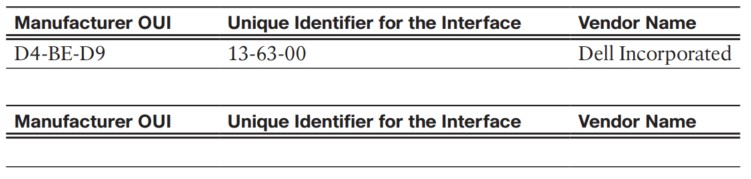 Manufacturer OUI Unique Identifier for the Interface Vendor Name
D4-BE-D9 13-63-00 Dell Incorporated
Manufacturer OUI Unique Identifier for the Interface Vendor Name